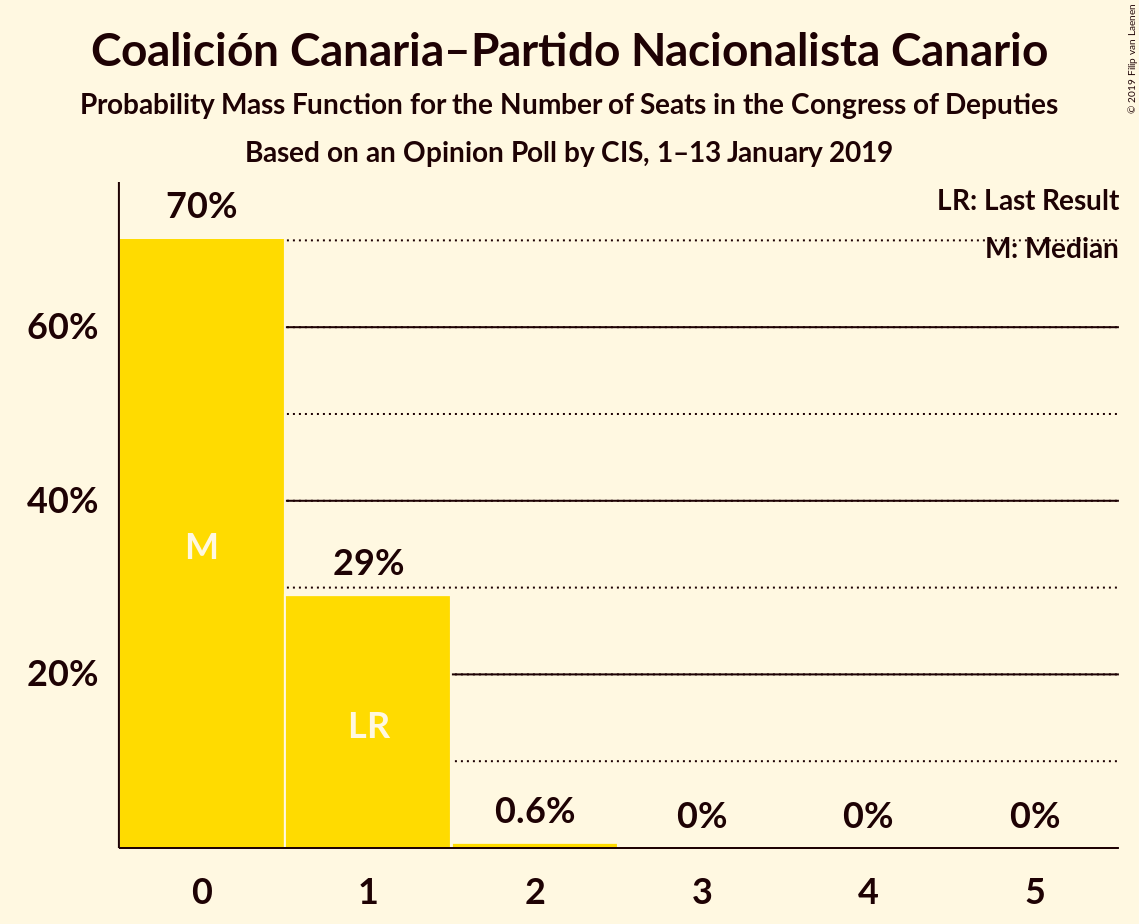 Coalición Canaria–Partido Nacionalista Canario
Probability Mass Function for the Number of Seats in the Congress of Deputies
Based on an Opinion Poll by CIS, 1–13 January 2019
© 2019 Filip van Laenen
LR: Last Result
M: Median
70%
60%
40%
20%
M
29%
LR
0.6%
0%
0%
0%
0 1 2 3 4 5